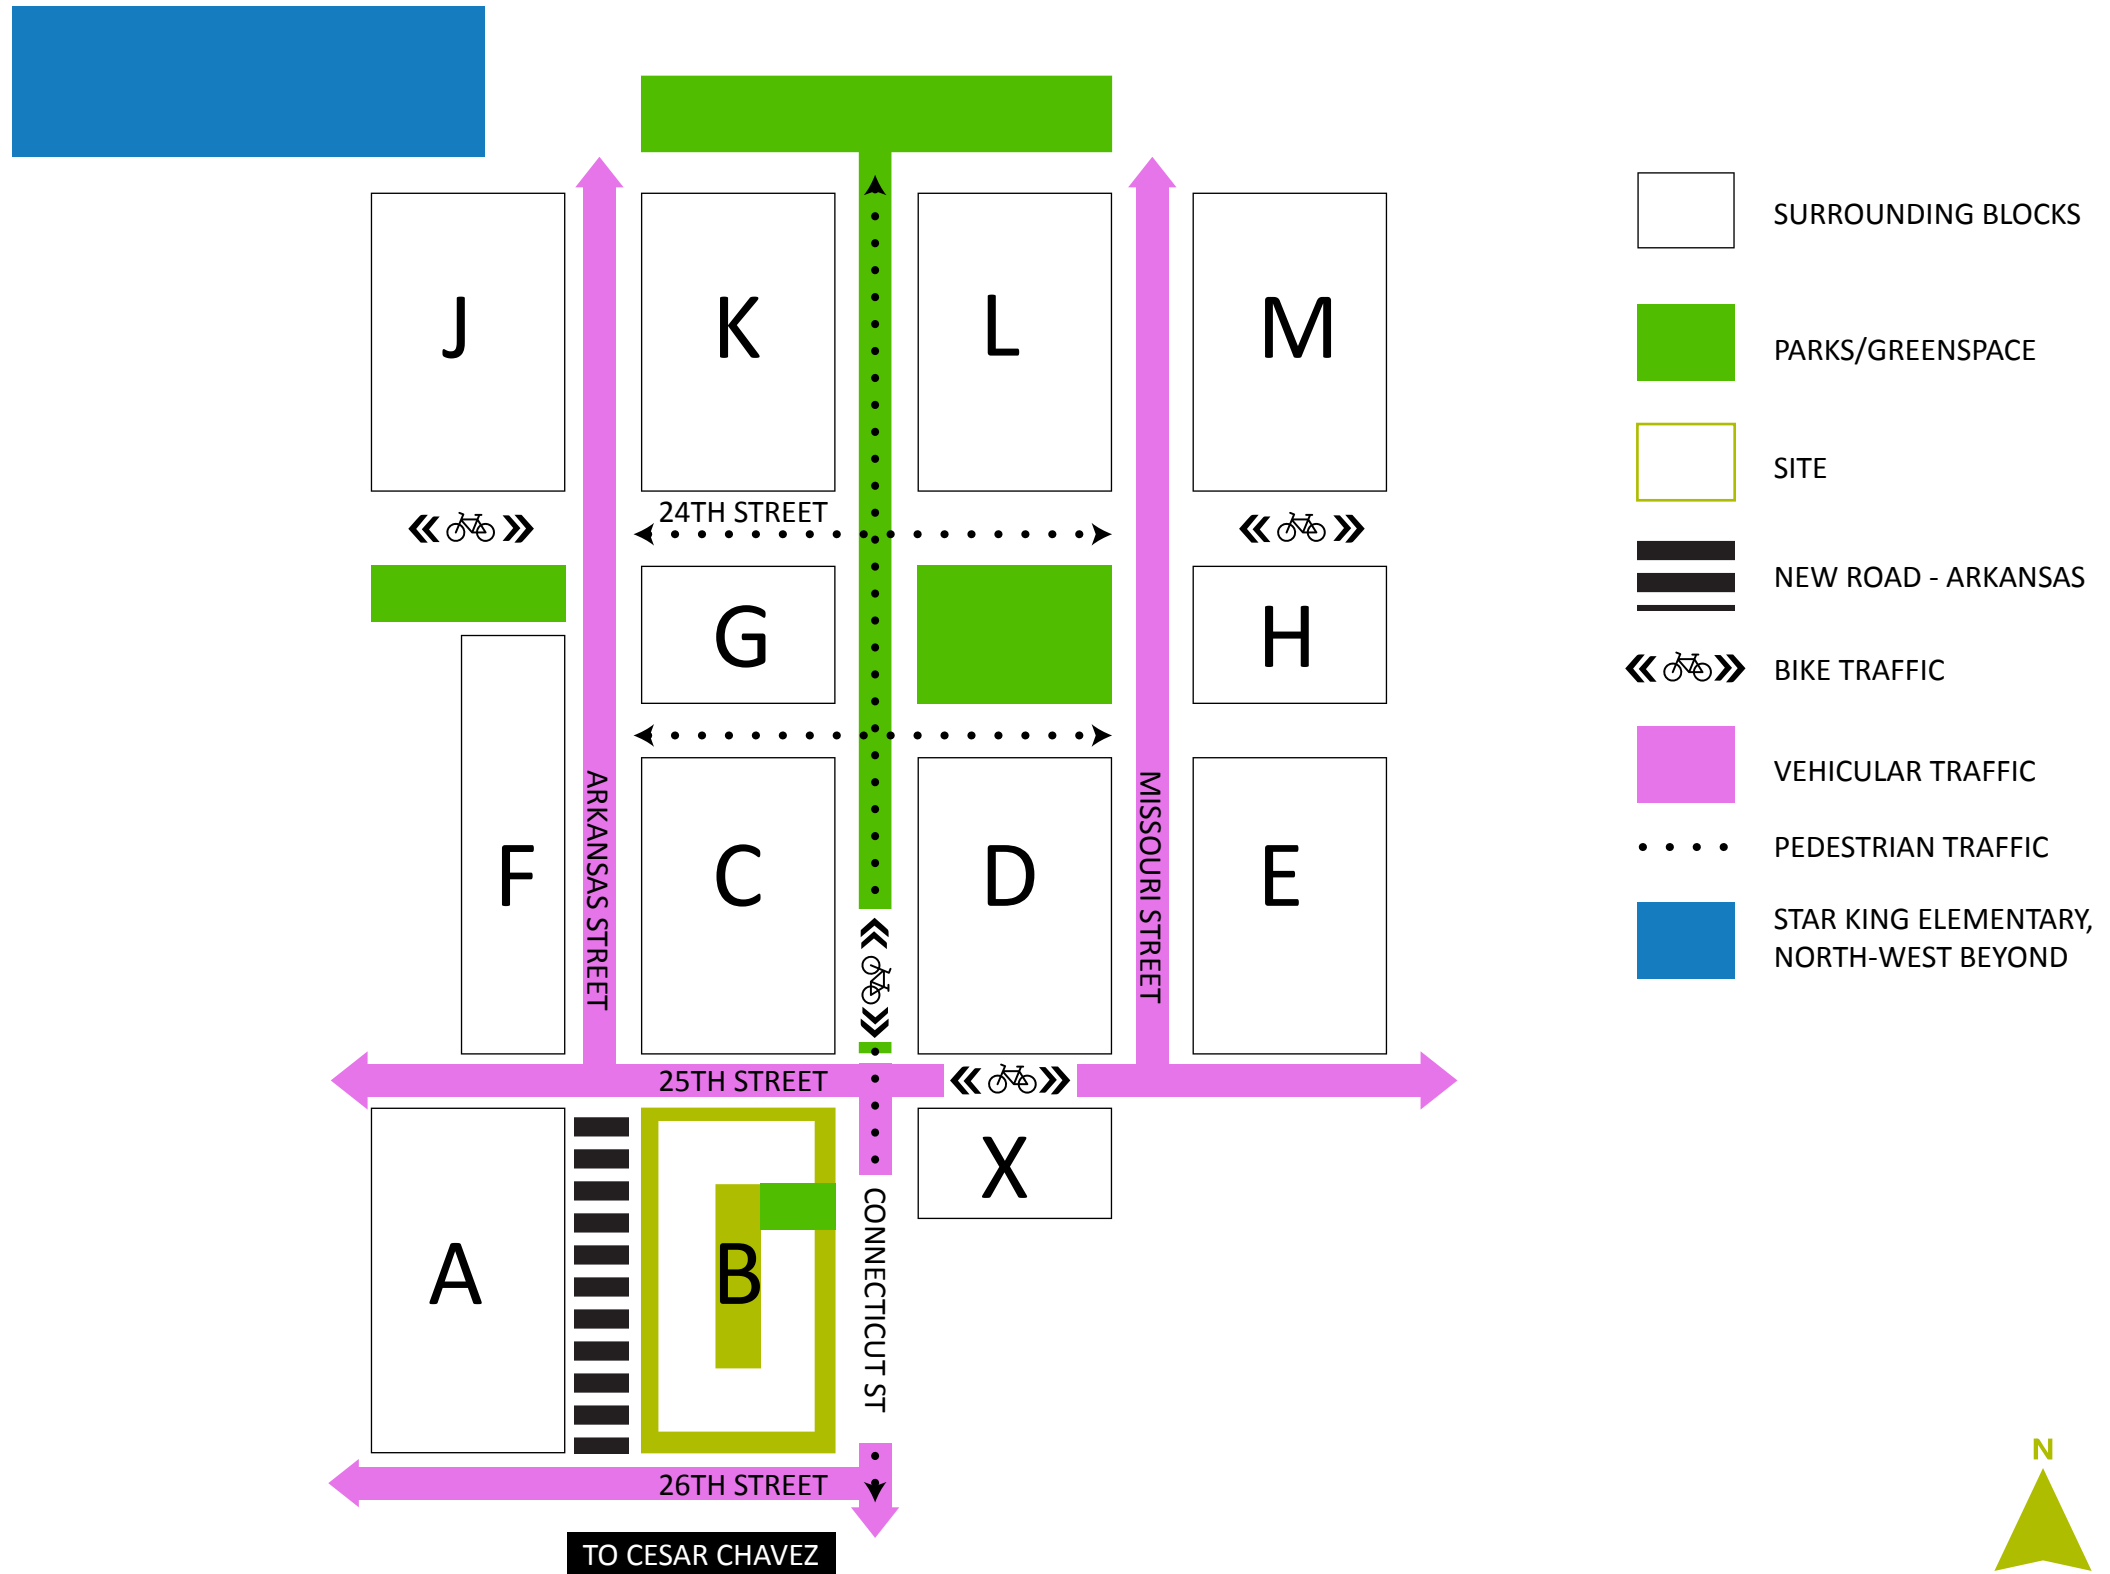 J
K
L
M
24TH STREET
G
H
F
C
D
E
ARKANSAS STREET
MISSOURI STREET
25TH STREET
A
B
X
CONNECTICUT ST
26TH STREET
TO CESAR CHAVEZ
SURROUNDING BLOCKS
PARKS/GREENSPACE
SITE
NEW ROAD - ARKANSAS
BIKE TRAFFIC
VEHICULAR TRAFFIC
PEDESTRIAN TRAFFIC
STAR KING ELEMENTARY,
NORTH-WEST BEYOND
N